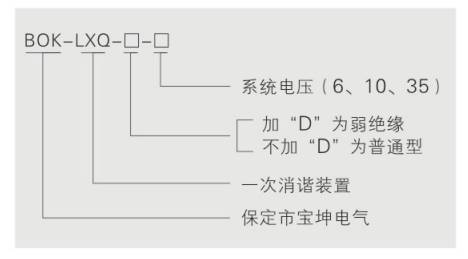 BOK-LXQ-□-□
系统电压（6、10、35）
加“D”为弱绝缘
不加“D”为普通型
一次消谐装置
保定市宝坤电气